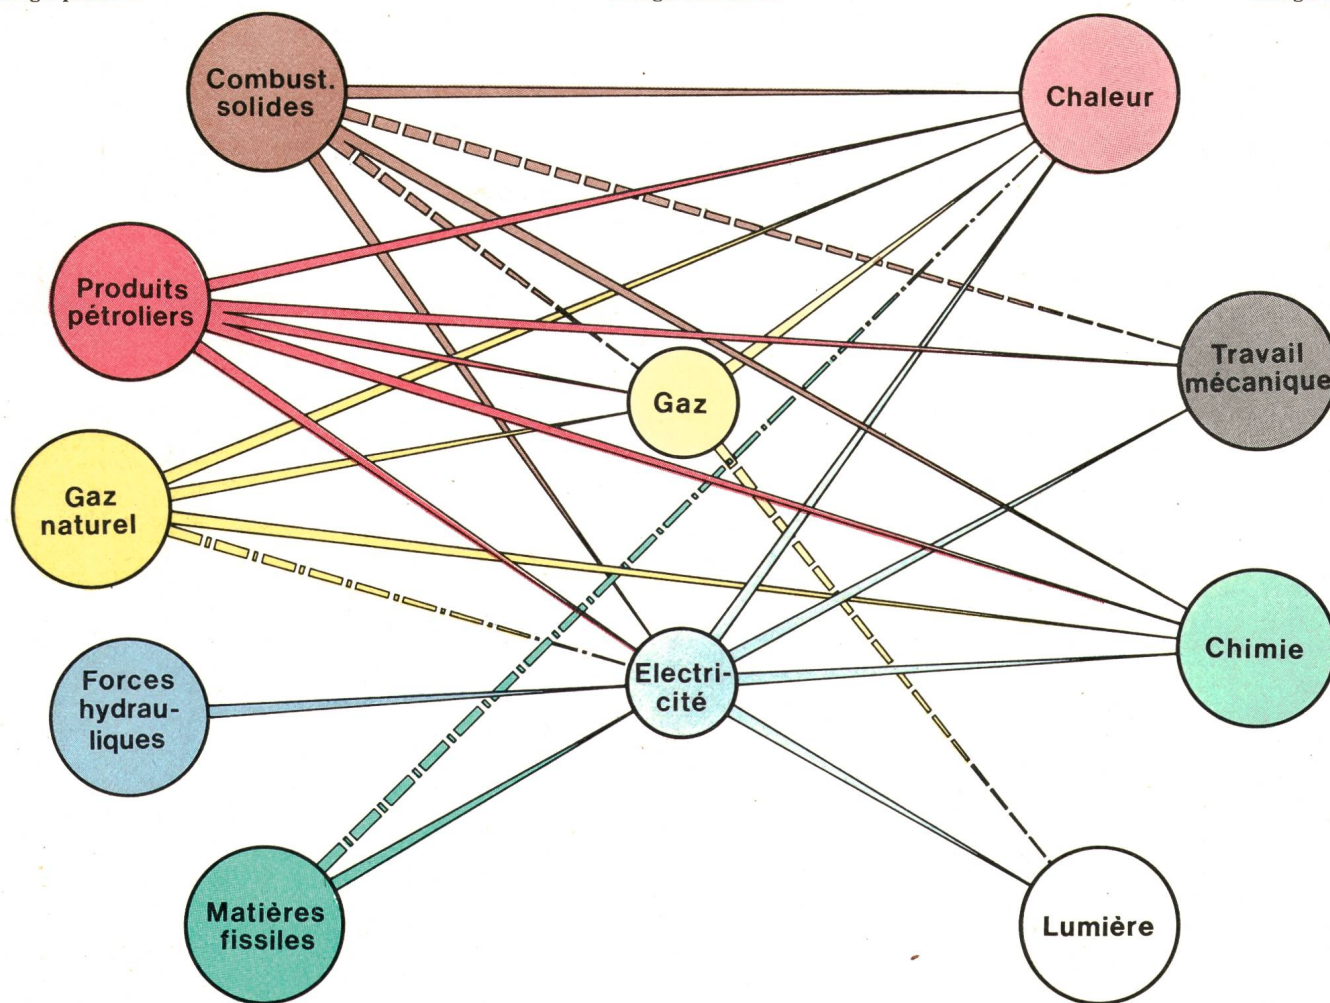 Combust.
solides
Chaleur
Produits
pétroliers
Travail
mécanique
Gaz
Gaz
naturel
Chimie
Electri-
cité
Forces
hydrau-
liques
Matières
fissiles
Lumière